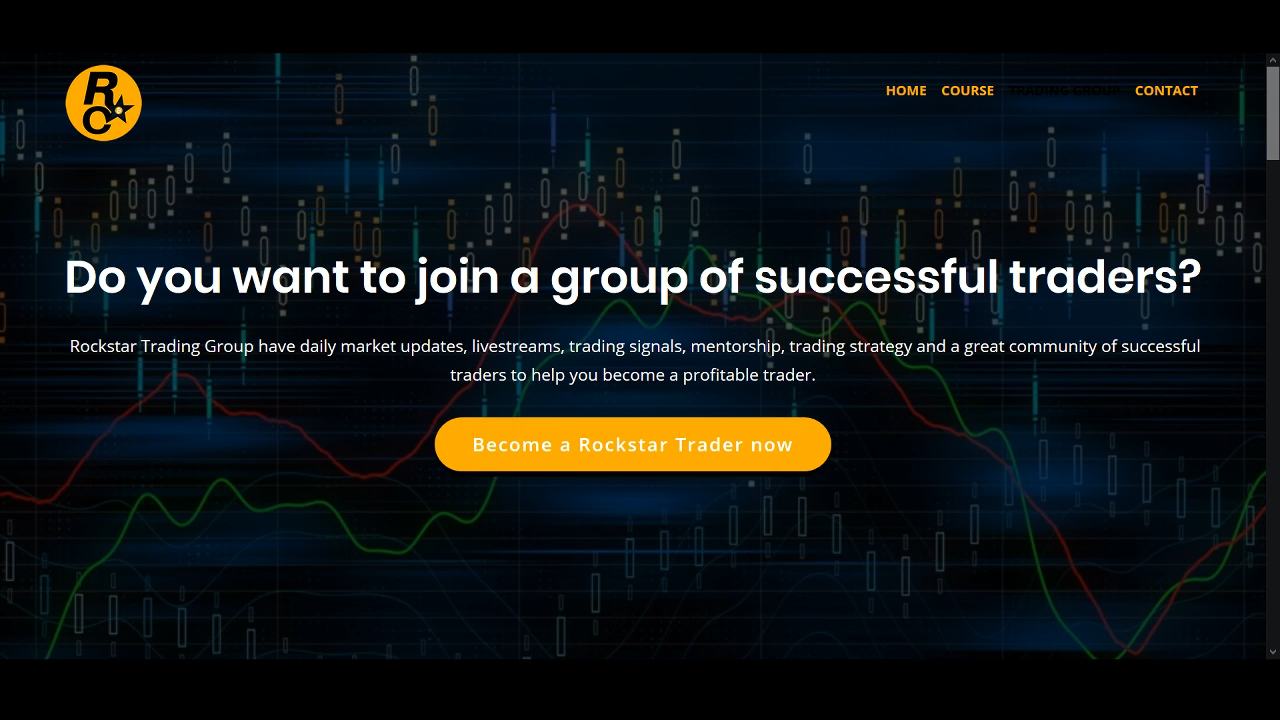 R
C
HOME COURSE TRADING GROUP CONTACT
Do you want to join a group of successful traders?
Rockstar Trading Group have daily market updates, livestreams, trading signals, mentorship, trading strategy and a great community of successful
traders to help you become a profitable trader.
Become a Rockstar Trader now